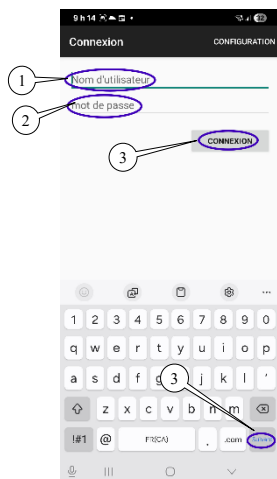 9 h 14
Connexion CONFIGURATION
1 Nom d'utilisateur
2 mot de passe
3 CONNEXION
1 2 3 4 5 6 7 8 9 0
q w e r t y u i o p
a s d f g j k l '
3
z x c v b n m
!#1 @ FR(CA) . .com Suivant